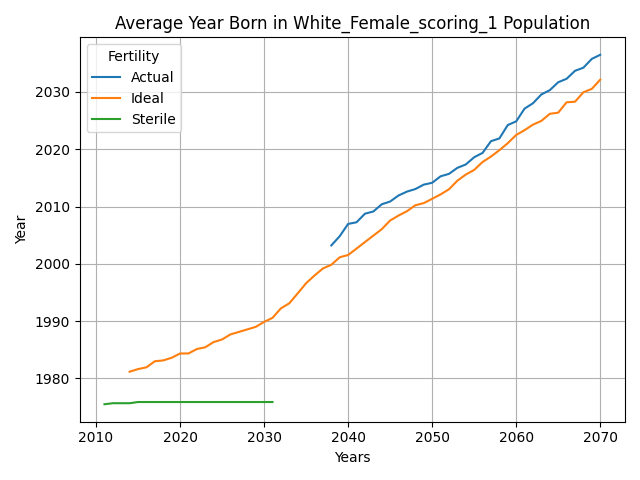 Average Year Born in White_Female_scoring_1 Population
Fertility
Actual
Ideal
Sterile
Year
2030
2020
2010
2000
1990
1980
2010 2020 2030 2040 2050 2060 2070
Years